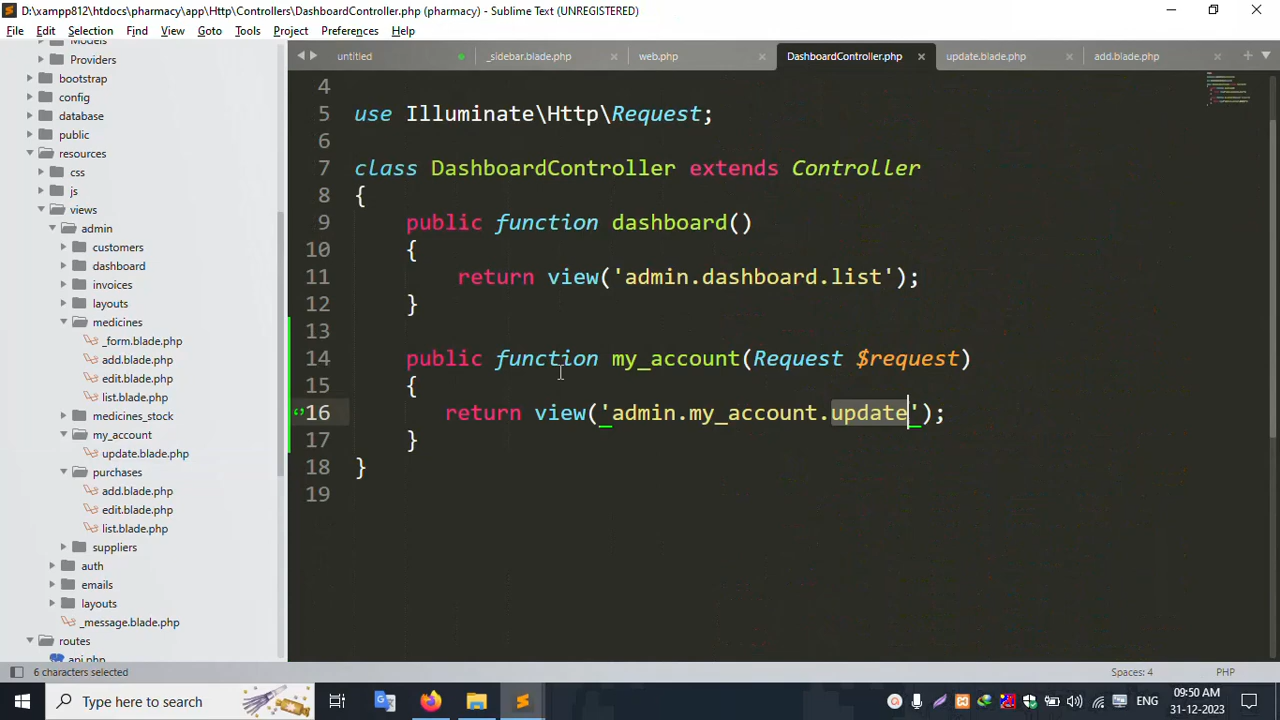 D:\xampp812\htdocs\pharmacy\app\Http\Controllers\DashboardController.php (pharmacy) - Sublime Text (UNREGISTERED)
File Edit Selection Find View Goto Tools Project Preferences Help
Models
Providers
bootstrap
config
database
public
resources
css
js
views
admin
customers
dashboard
invoices
layouts
medicines
_form.blade.php
add.blade.php
edit.blade.php
list.blade.php
medicines_stock
my_account
update.blade.php
purchases
add.blade.php
edit.blade.php
list.blade.php
suppliers
auth
emails
layouts
_message.blade.php
routes
api.php
untitled _sidebar.blade.php web.php DashboardController.php update.blade.php add.blade.php
4
5 use Illuminate\Http\Request;
6
7 class DashboardController extends Controller
8 {
9 public function dashboard()
10 {
11 return view('admin.dashboard.list');
12 }
13
14 public function my_account(Request $request)
15 {
16 return view('admin.my_account.update');
17 }
18 }
19
6 characters selected Spaces: 4 PHP
Type here to search
ENG
09:50 AM
31-12-2023